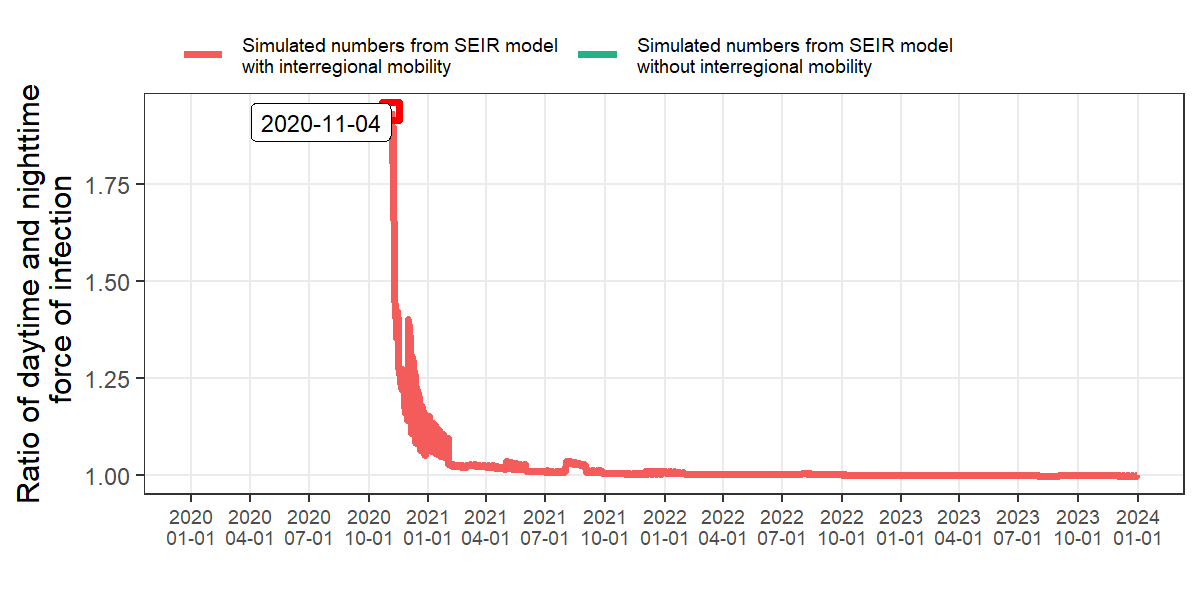 Simulated numbers from SEIR model
with interregional mobility
Simulated numbers from SEIR model
without interregional mobility
Ratio of daytime and nighttime
force of infection
2020-11-04
1.75
1.50
1.25
1.00
2020 2020 2020 2020 2021 2021 2021 2021 2022 2022 2022 2022 2023 2023 2023 2023 2024
01-01 04-01 07-01 10-01 01-01 04-01 07-01 10-01 01-01 04-01 07-01 10-01 01-01 04-01 07-01 10-01 01-01